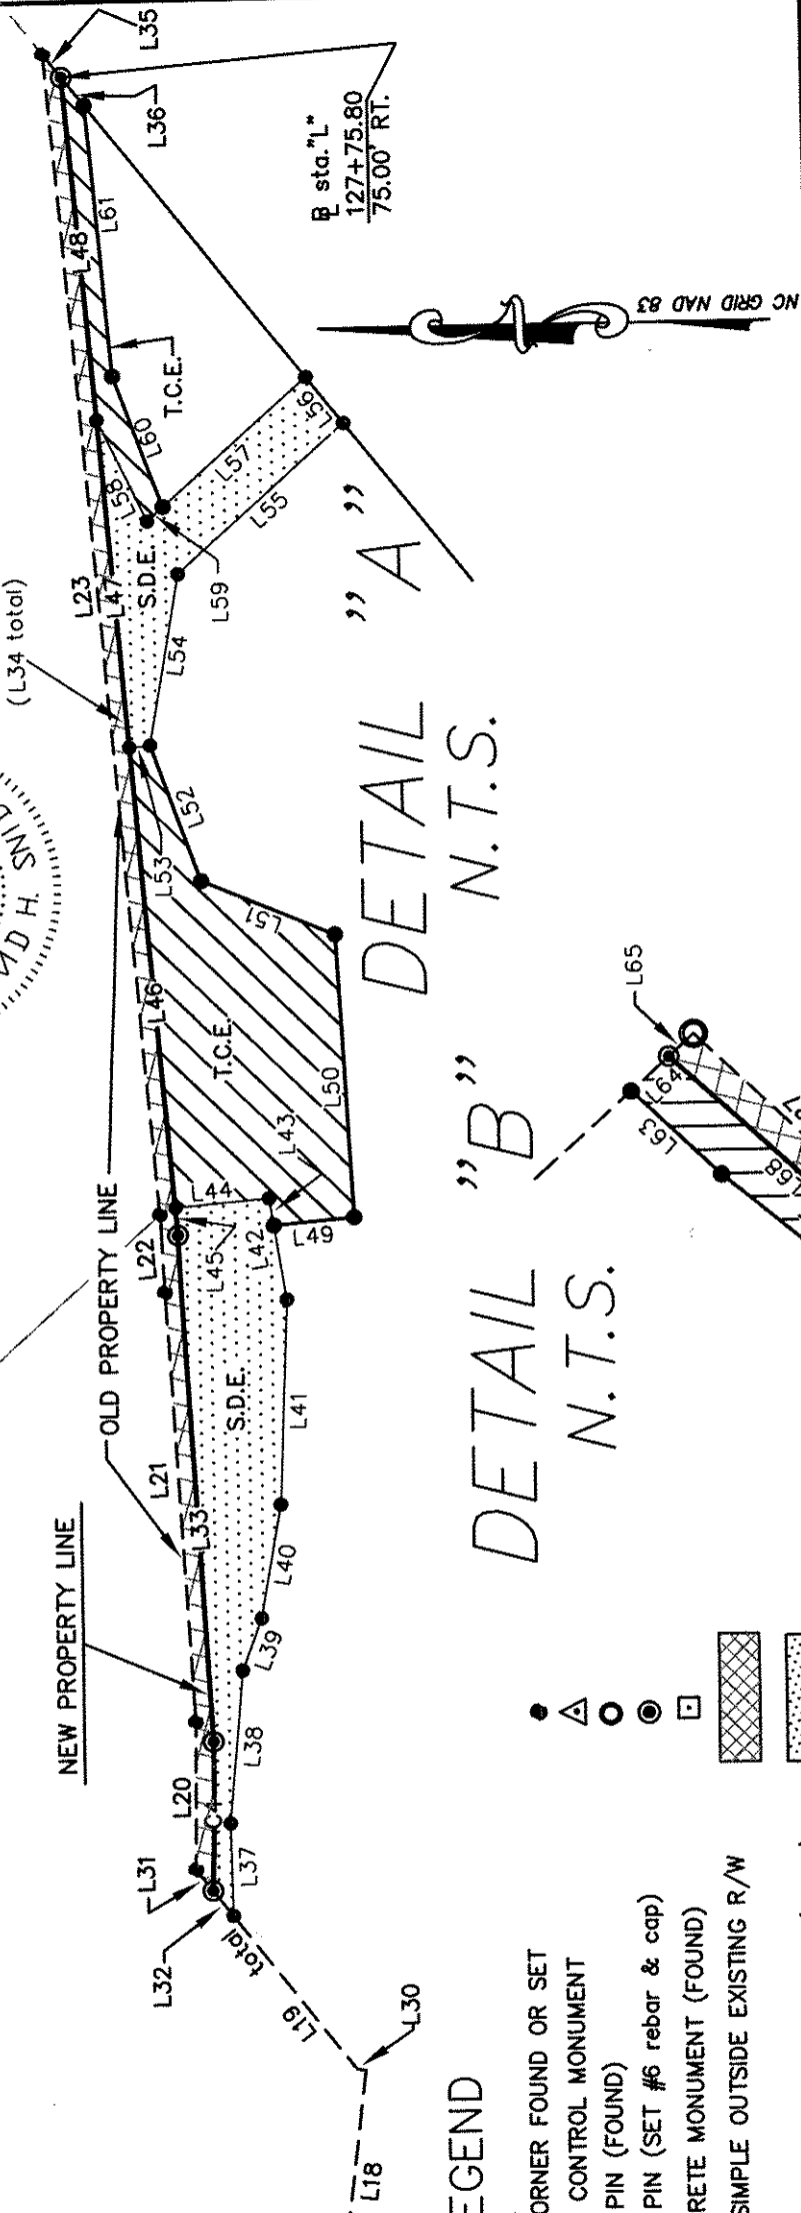 L35
L36
℄ sta."L"
127+75.80
75.00' RT.
L48
L61
T.C.E.
L60
NC GRID NAD 83
L56
L57
L55
L58
S.D.E.
L59
L54
L23
L47
(L34 total)
L52
L53
L51
DETAIL "A"
N.T.S.
L46
T.C.E.
L50
L43
L44
L42
L49
L45
L22
OLD PROPERTY LINE
S.D.E.
L41
L21
L33
L40
L39
NEW PROPERTY LINE
L38
L20
C4
L37
L31
L32
L19 total
L30
L18
DETAIL "B"
N.T.S.
L65
L64
L63
L68
EGEND
ORNER FOUND OR SET
CONTROL MONUMENT
PIN (FOUND)
PIN (SET #6 rebar & cap)
RETE MONUMENT (FOUND)
SIMPLE OUTSIDE EXISTING R/W